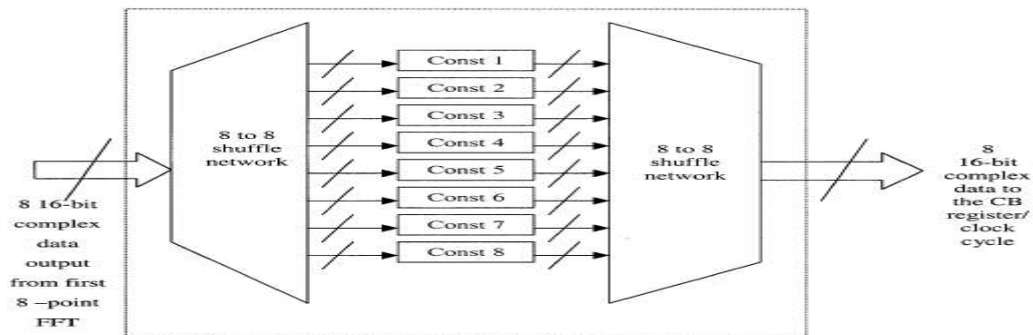 8 16-bit
complex
data
output
from first
8 –point
FFT
8 to 8
shuffle
network
Const 1
Const 2
Const 3
Const 4
Const 5
Const 6
Const 7
Const 8
8 to 8
shuffle
network
8
16-bit
complex
data to
the CB
register/
clock
cycle